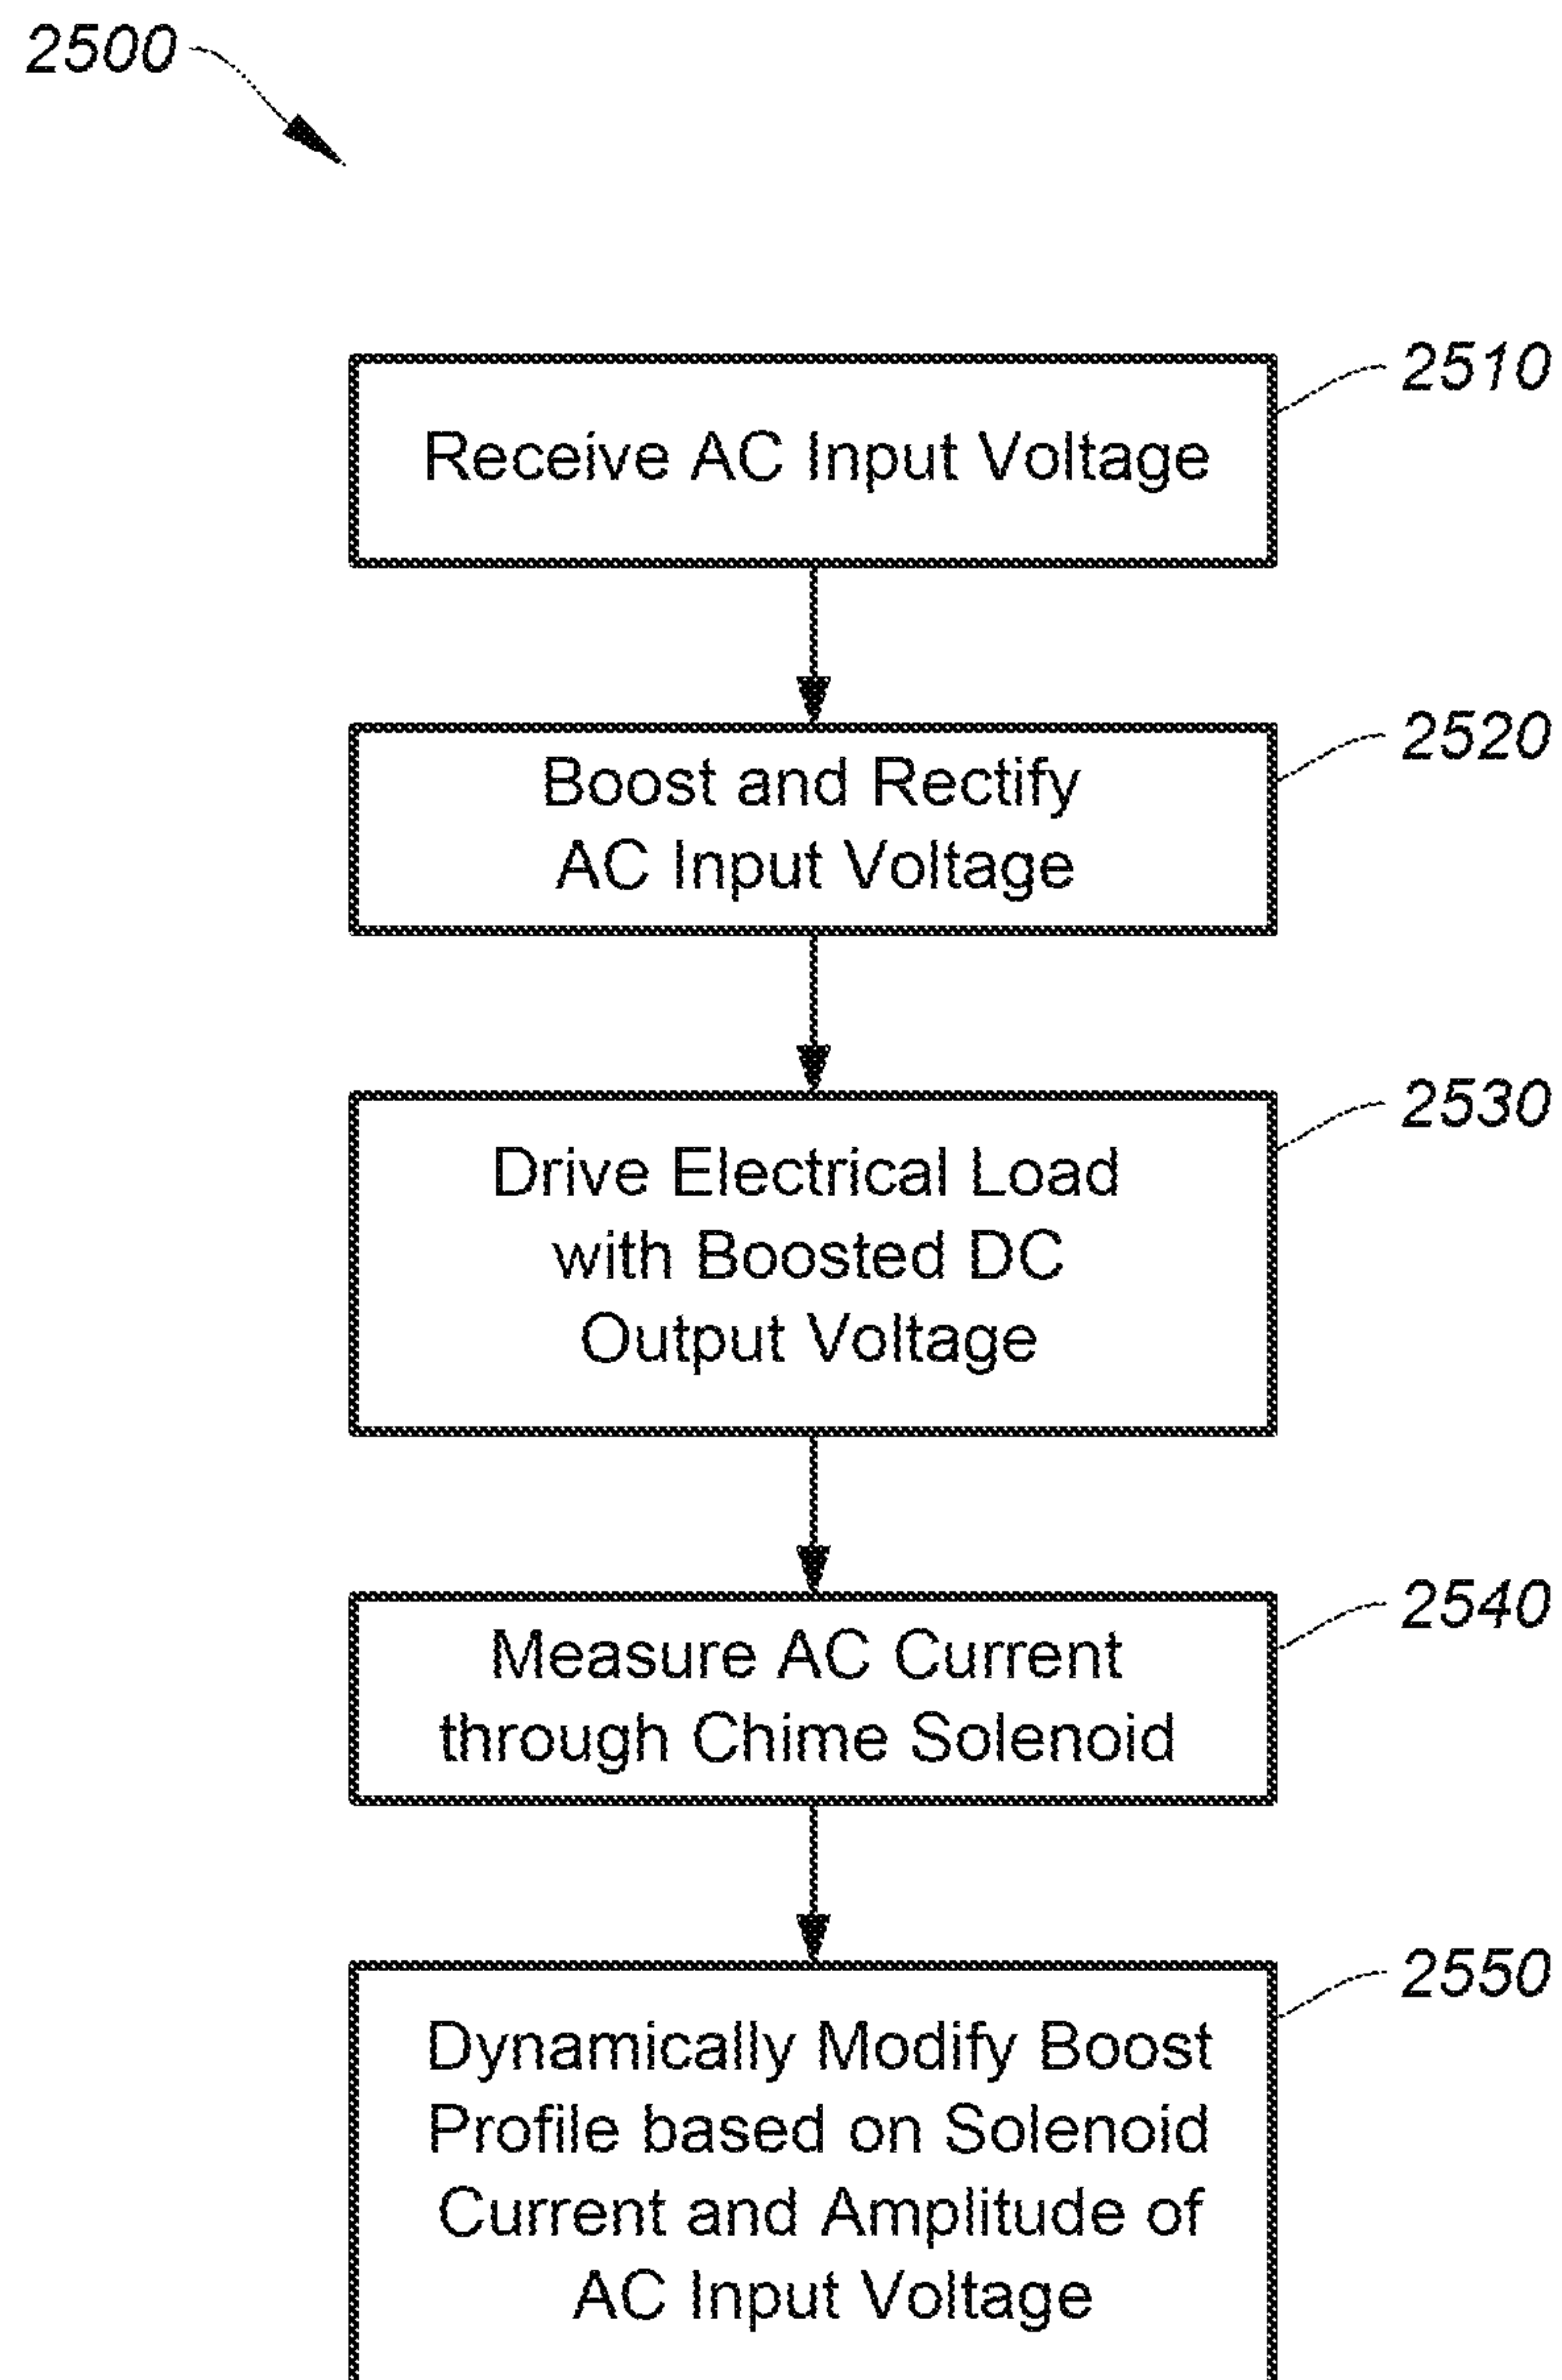 2500
2510
Receive AC Input Voltage
2520
Boost and Rectify
AC Input Voltage
2530
Drive Electrical Load
with Boosted DC
Output Voltage
2540
Measure AC Current
through Chime Solenoid
2550
Dynamically Modify Boost
Profile based on Solenoid
Current and Amplitude of
AC Input Voltage